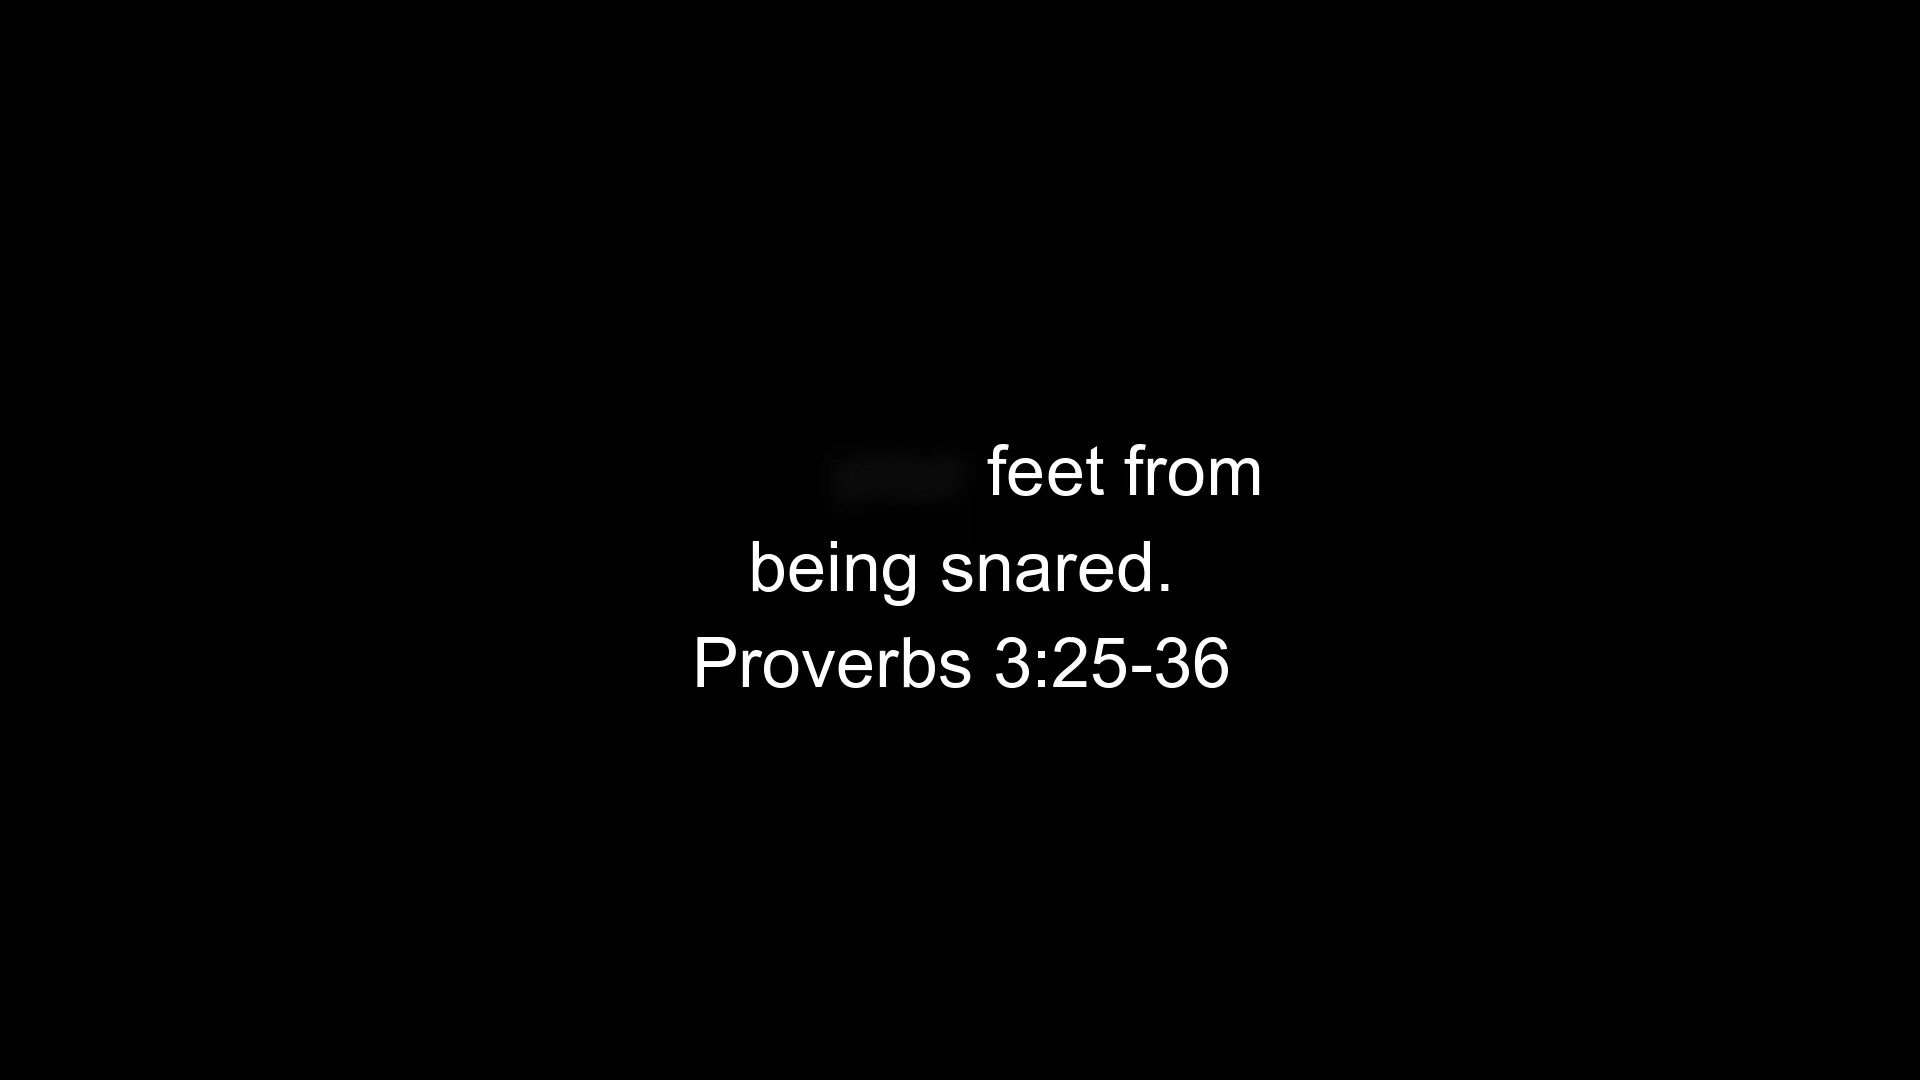 feet from
being snared.
Proverbs 3:25-36